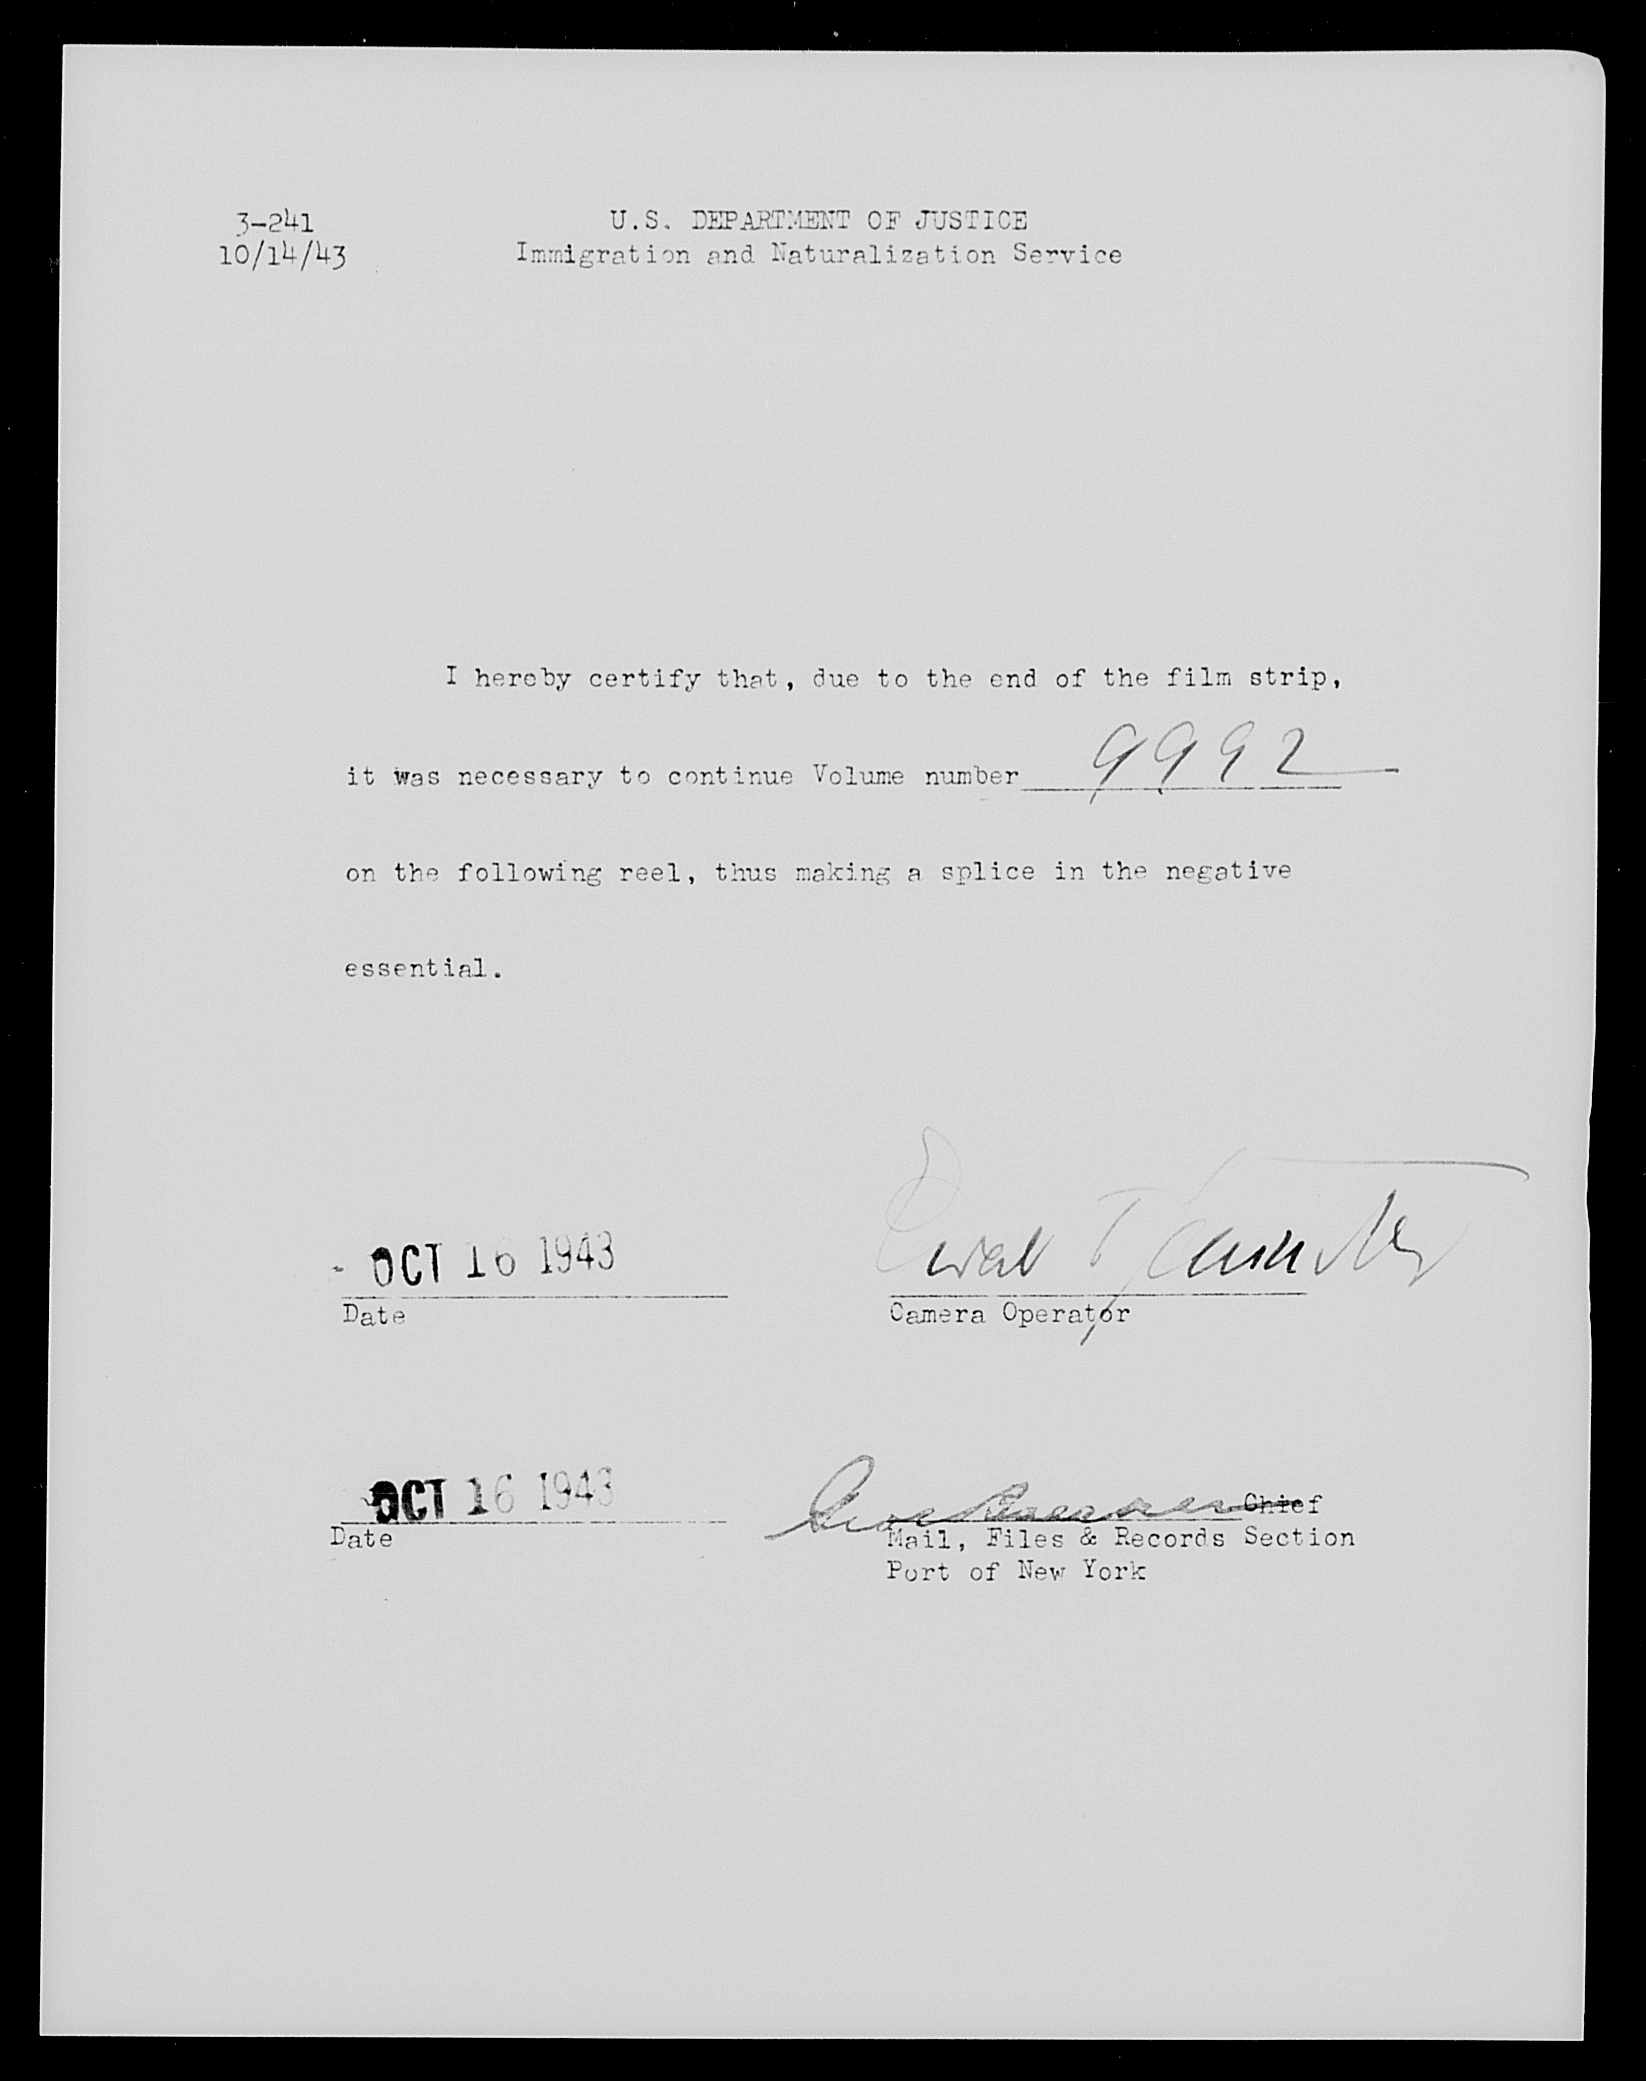 3-241
10/14/43
U.S. DEPARTMENT OF JUSTICE
Immigration and Naturalization Service
I hereby certify that, due to the end of the film strip,
it was necessary to continue Volume number 9992
on the following reel, thus making a splice in the negative
essential.
OCT 16 1943
Date
Camera Operator
OCT 16 1943
Date
Chief
Mail, Files & Records Section
Port of New York